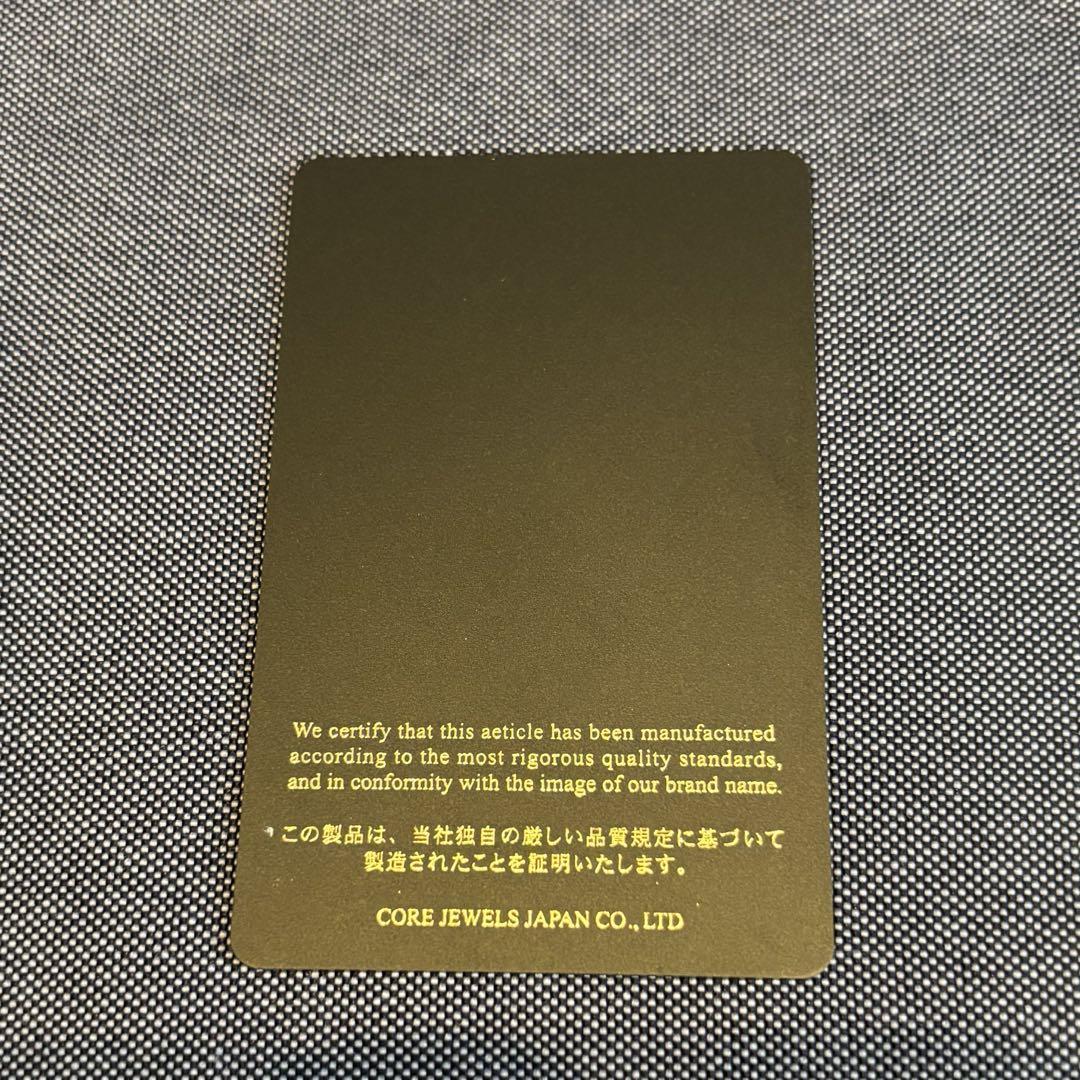 We certify that this aeticle has been manufactured
according to the most rigorous quality standards,
and in conformity with the image of our brand name.
この製品は、当社独自の厳しい品質規定に基づいて
製造されたことを証明いたします。
CORE JEWELS JAPAN CO., LTD